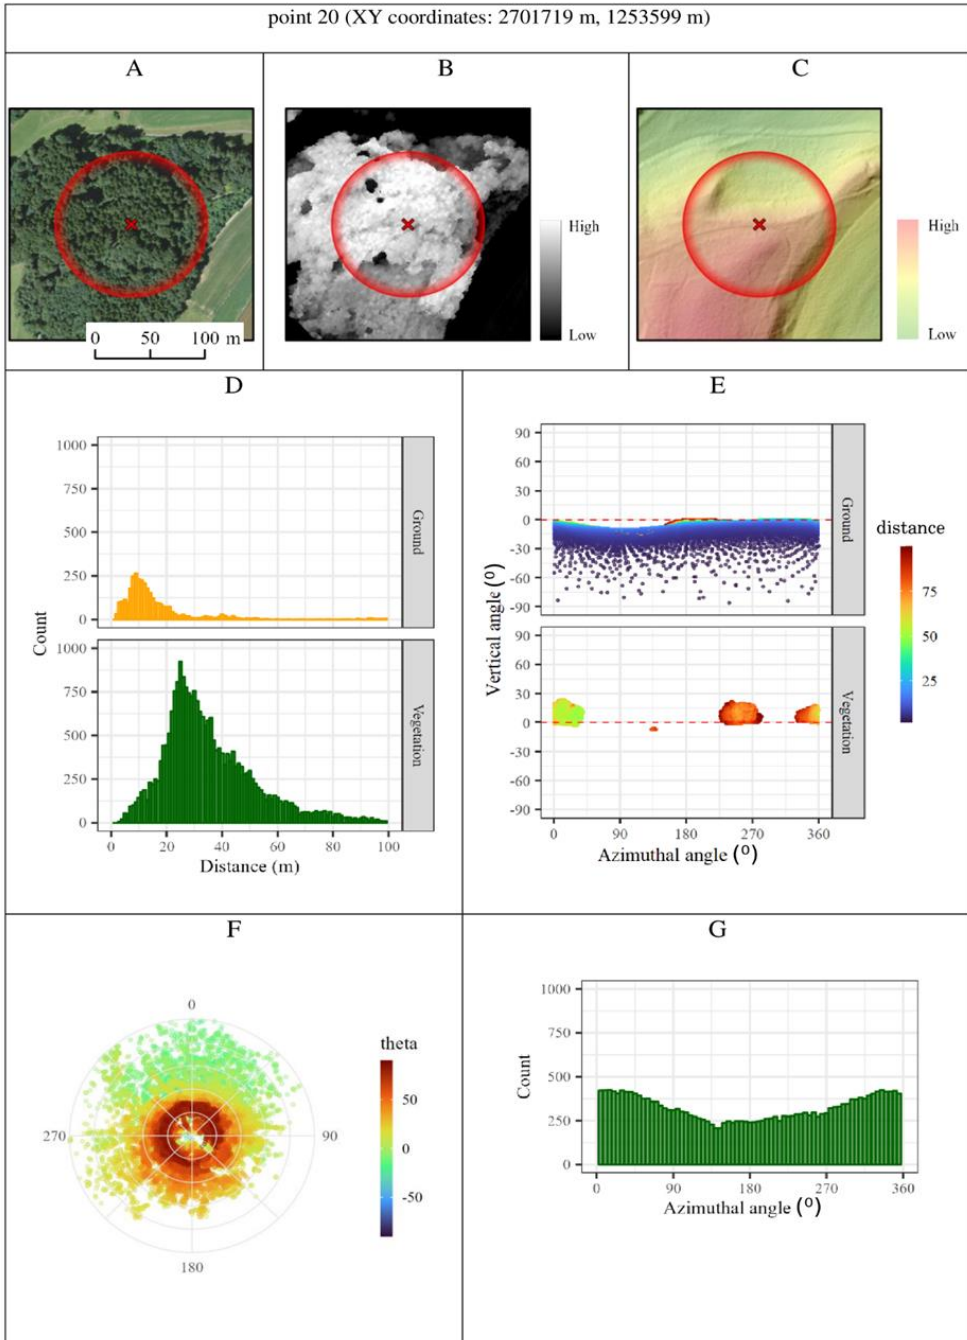 point 20 (XY coordinates: 2701719 m, 1253599 m)
A
B
C
0 50 100 m
High
Low
High
Low
D
E
1000
750
500
250
0
Ground
1000
750
500
250
0
Vegetation
Count
0 20 40 60 80 100
Distance (m)
90
60
30
0
-30
-60
-90
Ground
90
60
30
0
-30
-60
-90
Vegetation
Vertical angle (⁰)
0 90 180 270 360
Azimuthal angle (⁰)
distance
75
50
25
F
G
0
90
180
270
theta
50
0
-50
1000
750
500
250
0
Count
0 90 180 270 360
Azimuthal angle (⁰)